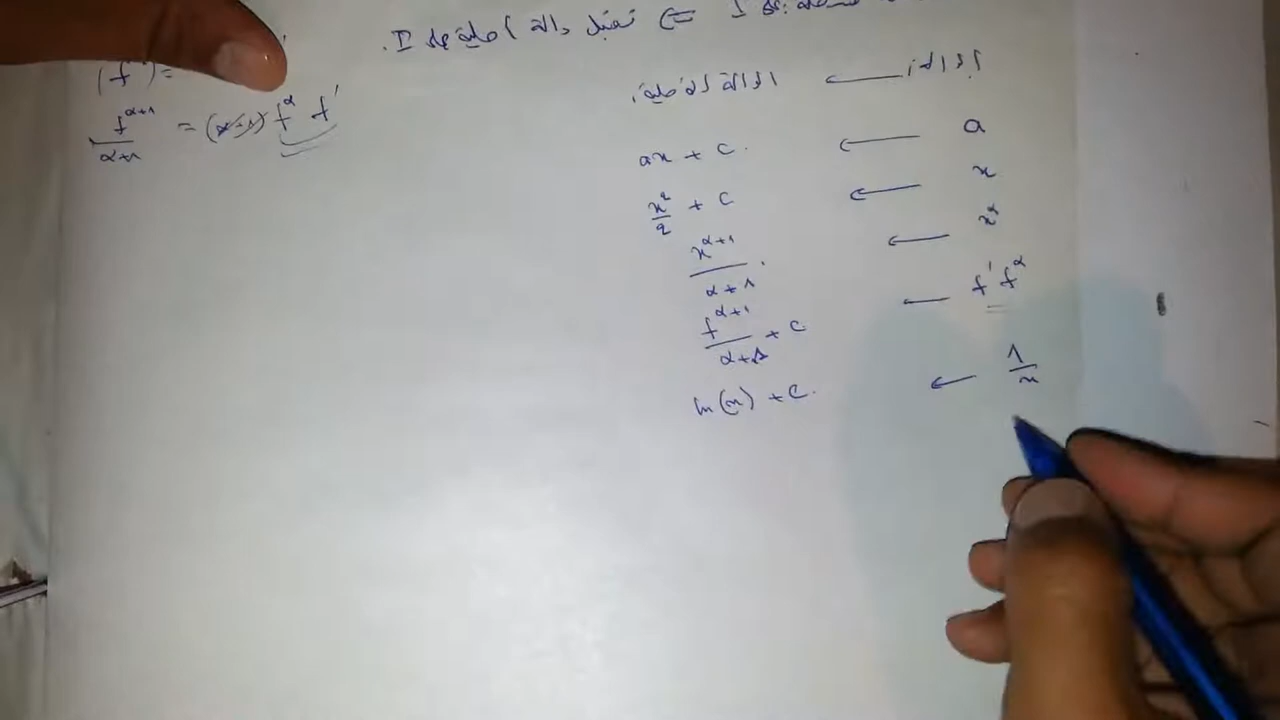 تقبل دالة أصلية على I.
الدالة ← الدالة الأصلية
a ← ax + c.
x ← x²/2 + c
x^α ← x^(α+1)/(α+1).
f' f^α ← f^(α+1)/(α+1) + c
1/x ← ln(x) + c.
f^(α+1)/(α+1) = (α+1) f^α f'